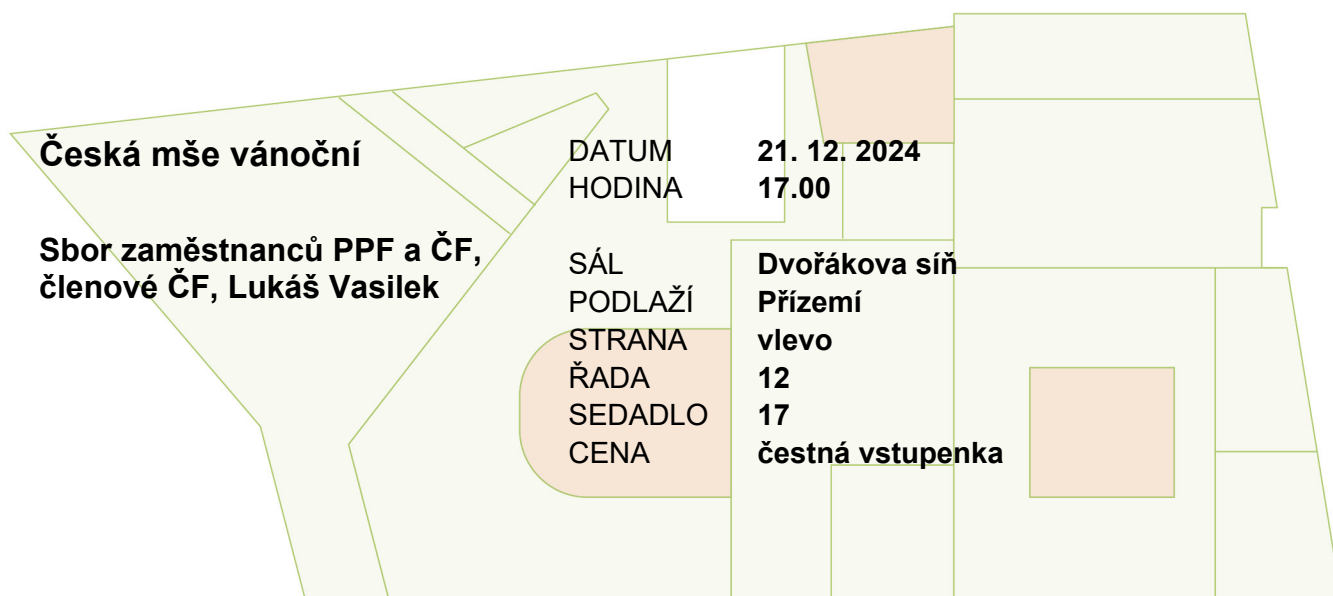 Česká mše vánoční
Sbor zaměstnanců PPF a ČF,
členové ČF, Lukáš Vasilek
DATUM 21. 12. 2024
HODINA 17.00
SÁL Dvořákova síň
PODLAŽÍ Přízemí
STRANA vlevo
ŘADA 12
SEDADLO 17
CENA čestná vstupenka